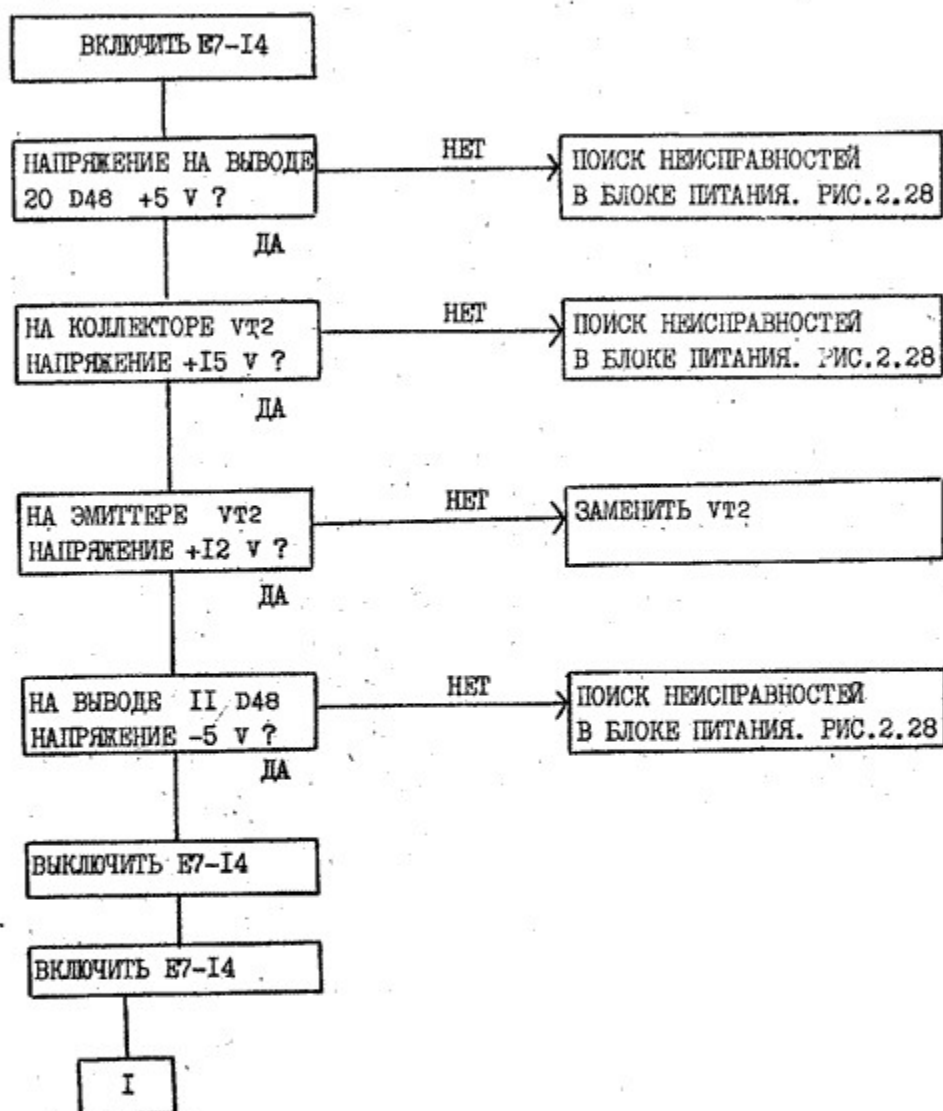 ВКЛЮЧИТЬ Е7-I4
НАПРЯЖЕНИЕ НА ВЫВОДЕ
20 D48 +5 V ?
НЕТ
ПОИСК НЕИСПРАВНОСТЕЙ
В БЛОКЕ ПИТАНИЯ. РИС.2.28
ДА
НА КОЛЛЕКТОРЕ VT2
НАПРЯЖЕНИЕ +I5 V ?
НЕТ
ПОИСК НЕИСПРАВНОСТЕЙ
В БЛОКЕ ПИТАНИЯ. РИС.2.28
ДА
НА ЭМИТТЕРЕ VT2
НАПРЯЖЕНИЕ +I2 V ?
НЕТ
ЗАМЕНИТЬ VT2
ДА
НА ВЫВОДЕ II D48
НАПРЯЖЕНИЕ -5 V ?
НЕТ
ПОИСК НЕИСПРАВНОСТЕЙ
В БЛОКЕ ПИТАНИЯ. РИС.2.28
ДА
ВЫКЛЮЧИТЬ Е7-I4
ВКЛЮЧИТЬ Е7-I4
I